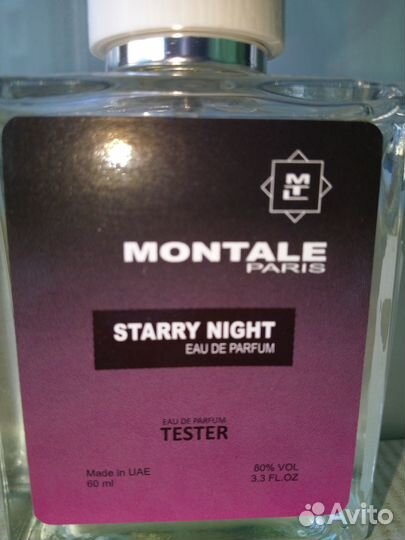 MTL
MONTALE
PARIS
STARRY NIGHT
EAU DE PARFUM
EAU DE PARFUM
TESTER
Made in UAE
60 ml
80% VOL
3.3 FL.OZ
Avito